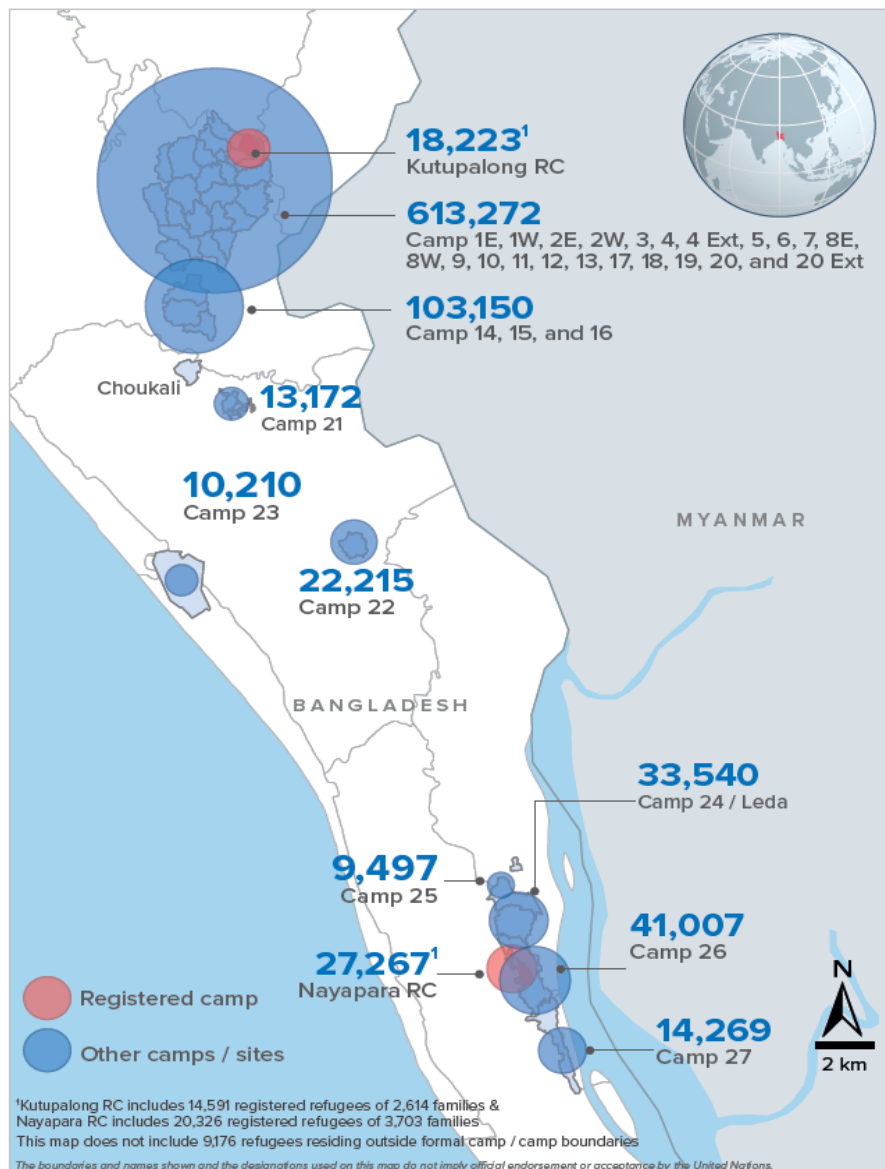 18,223¹
Kutupalong RC
613,272
Camp 1E, 1W, 2E, 2W, 3, 4, 4 Ext, 5, 6, 7, 8E,
8W, 9, 10, 11, 12, 13, 17, 18, 19, 20, and 20 Ext
103,150
Camp 14, 15, and 16
Choukali
13,172
Camp 21
10,210
Camp 23
MYANMAR
22,215
Camp 22
BANGLADESH
33,540
Camp 24 / Leda
9,497
Camp 25
41,007
Camp 26
27,267¹
Nayapara RC
N
Registered camp
14,269
Camp 27
Other camps / sites
2 km
¹Kutupalong RC includes 14,591 registered refugees of 2,614 families &
Nayapara RC includes 20,326 registered refugees of 3,703 families
This map does not include 9,176 refugees residing outside formal camp / camp boundaries
The boundaries and names shown and the designations used on this map do not imply official endorsement or acceptance by the United Nations.